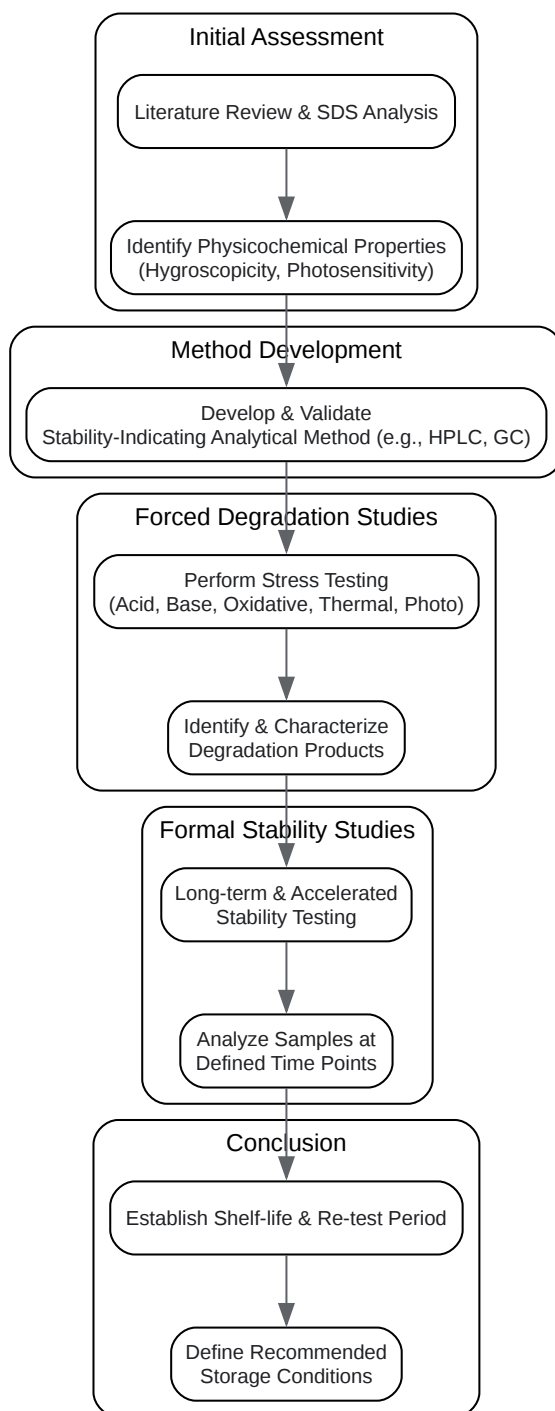 Initial Assessment
Literature Review & SDS Analysis
Identify Physicochemical Properties
(Hygroscopicity, Photosensitivity)
Method Development
Develop & Validate
Stability-Indicating Analytical Method (e.g., HPLC, GC)
Forced Degradation Studies
Perform Stress Testing
(Acid, Base, Oxidative, Thermal, Photo)
Identify & Characterize
Degradation Products
Formal Stability Studies
Long-term & Accelerated
Stability Testing
Analyze Samples at
Defined Time Points
Conclusion
Establish Shelf-life & Re-test Period
Define Recommended
Storage Conditions